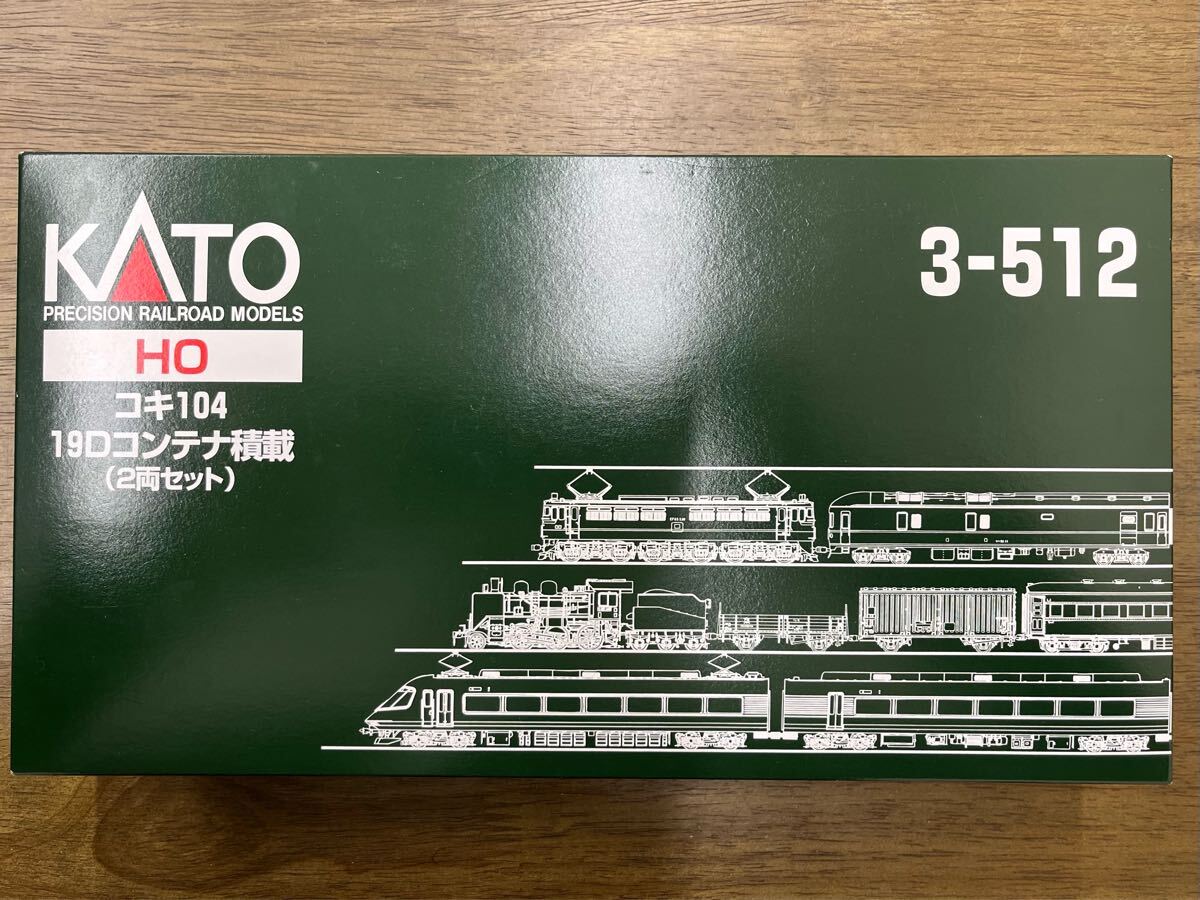 KATO
PRECISION RAILROAD MODELS
HO
コキ104
19Dコンテナ積載
(2両セット)
3-512